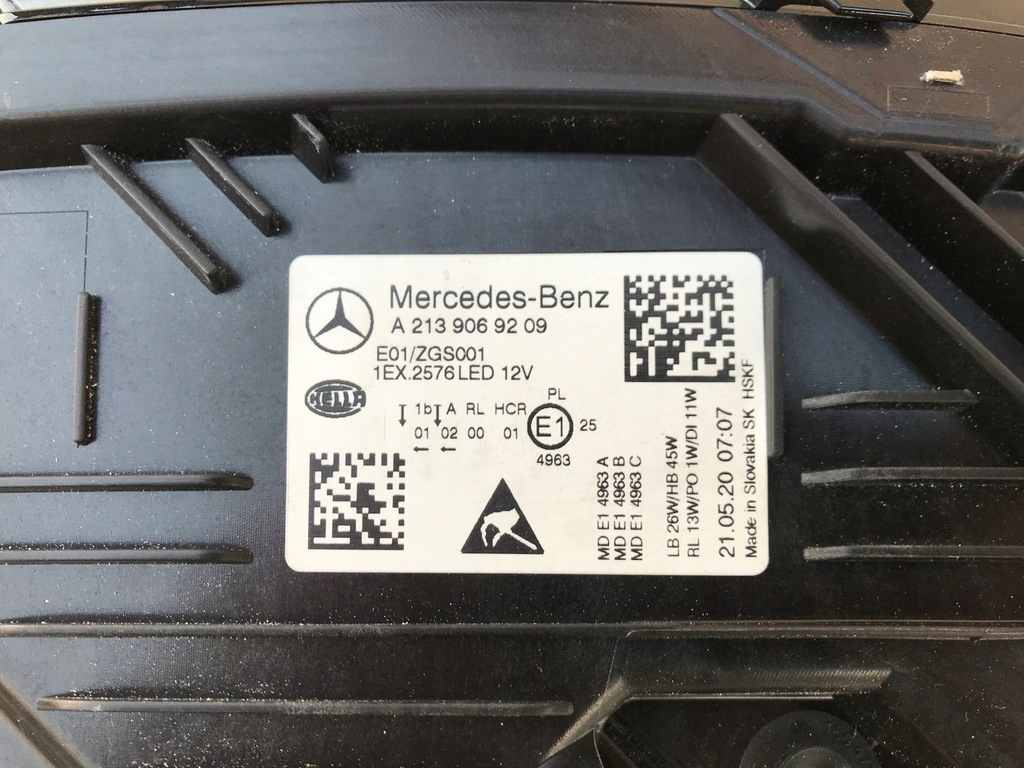 Mercedes-Benz
A 213 906 92 09
E01/ZGS001
1EX.2576 LED 12V
HELLA
1b A RL HCR PL
01 02 00 01 E1 25
4963
MD E1 4963 A
MD E1 4963 B
MD E1 4963 C
LB 26W/HB 45W
RL 13W/PO 1W/DI 11W
21.05.20 07:07
Made in Slovakia SK HSKF